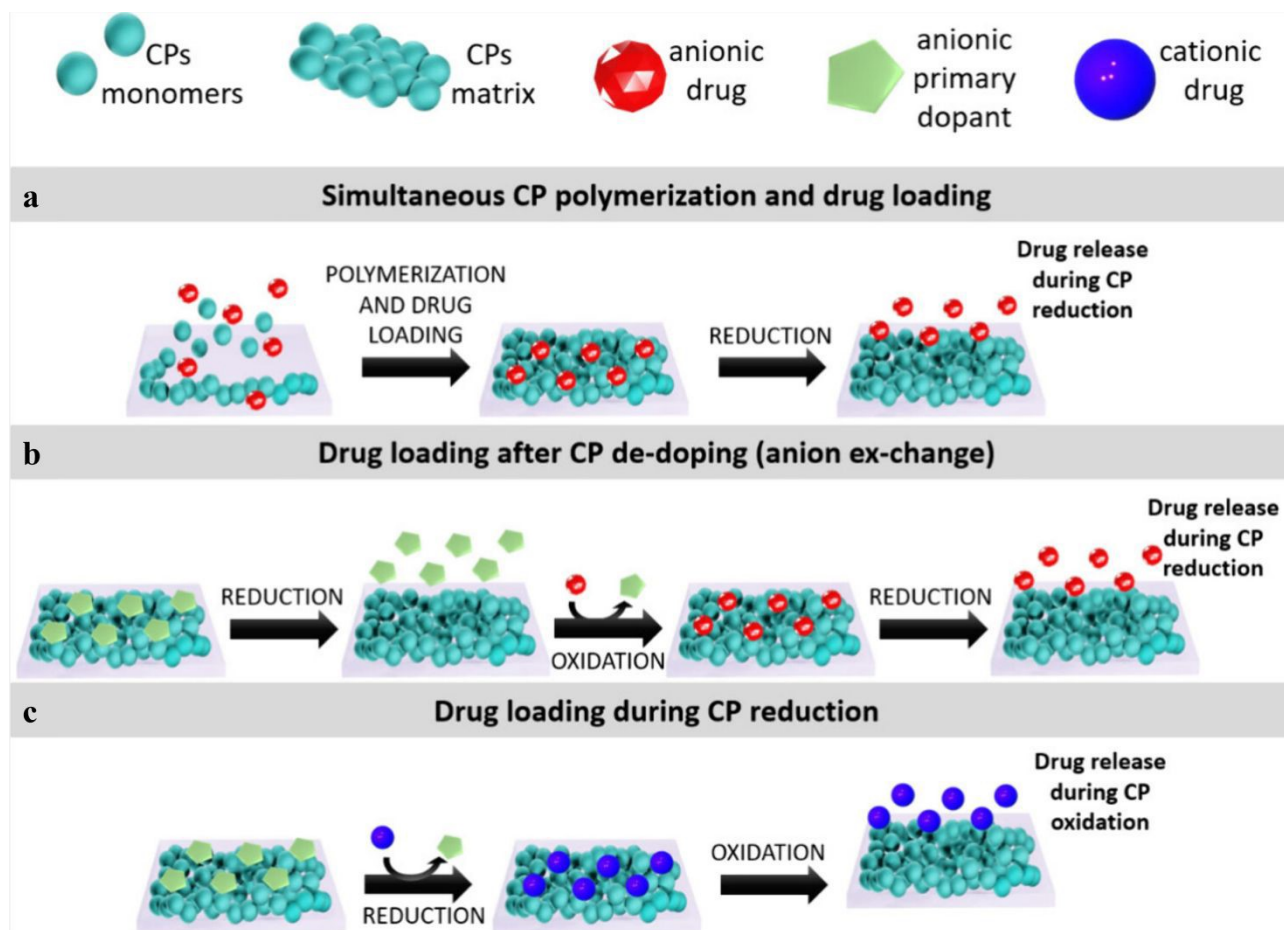 CPs
monomers
CPs
matrix
anionic
drug
anionic
primary
dopant
cationic
drug
a
Simultaneous CP polymerization and drug loading
POLYMERIZATION
AND DRUG
LOADING
REDUCTION
Drug release
during CP
reduction
b
Drug loading after CP de-doping (anion ex-change)
REDUCTION
OXIDATION
REDUCTION
Drug release
during CP
reduction
c
Drug loading during CP reduction
REDUCTION
OXIDATION
Drug release
during CP
oxidation